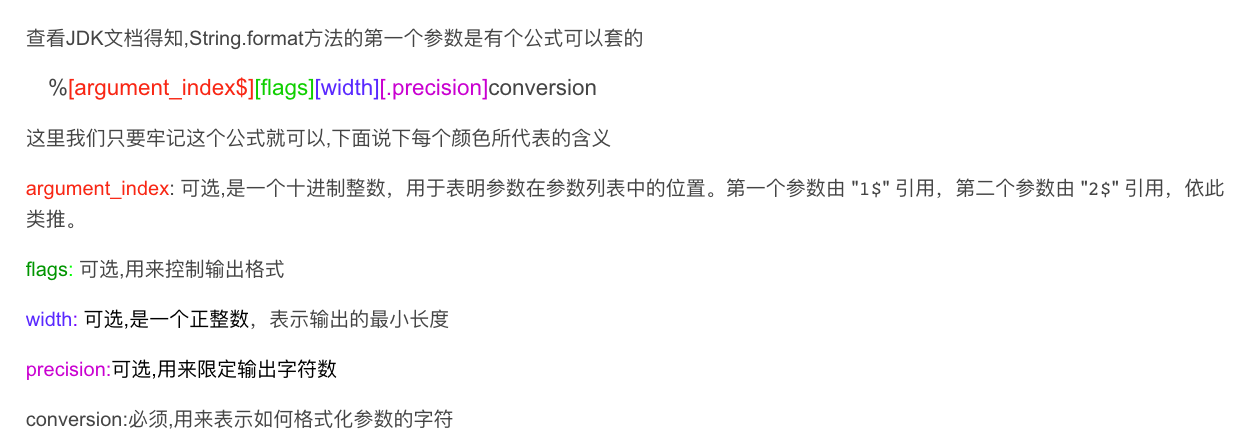 查看JDK文档得知,String.format方法的第一个参数是有个公式可以套的
%[argument_index$][flags][width][.precision]conversion
这里我们只要牢记这个公式就可以,下面说下每个颜色所代表的含义
argument_index: 可选,是一个十进制整数，用于表明参数在参数列表中的位置。第一个参数由 "1$" 引用，第二个参数由 "2$" 引用，依此
类推。
flags: 可选,用来控制输出格式
width: 可选,是一个正整数，表示输出的最小长度
precision:可选,用来限定输出字符数
conversion:必须,用来表示如何格式化参数的字符